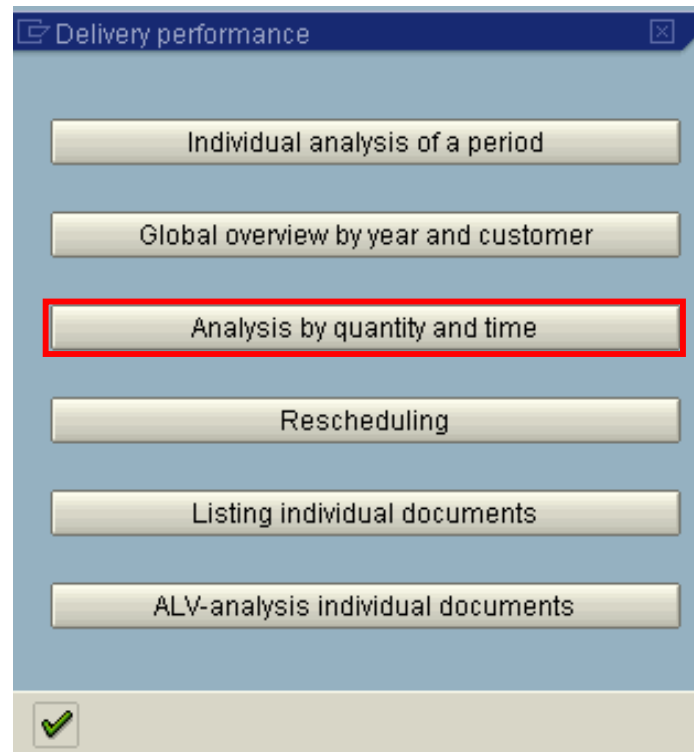 Delivery performance
Individual analysis of a period
Global overview by year and customer
Analysis by quantity and time
Rescheduling
Listing individual documents
ALV-analysis individual documents